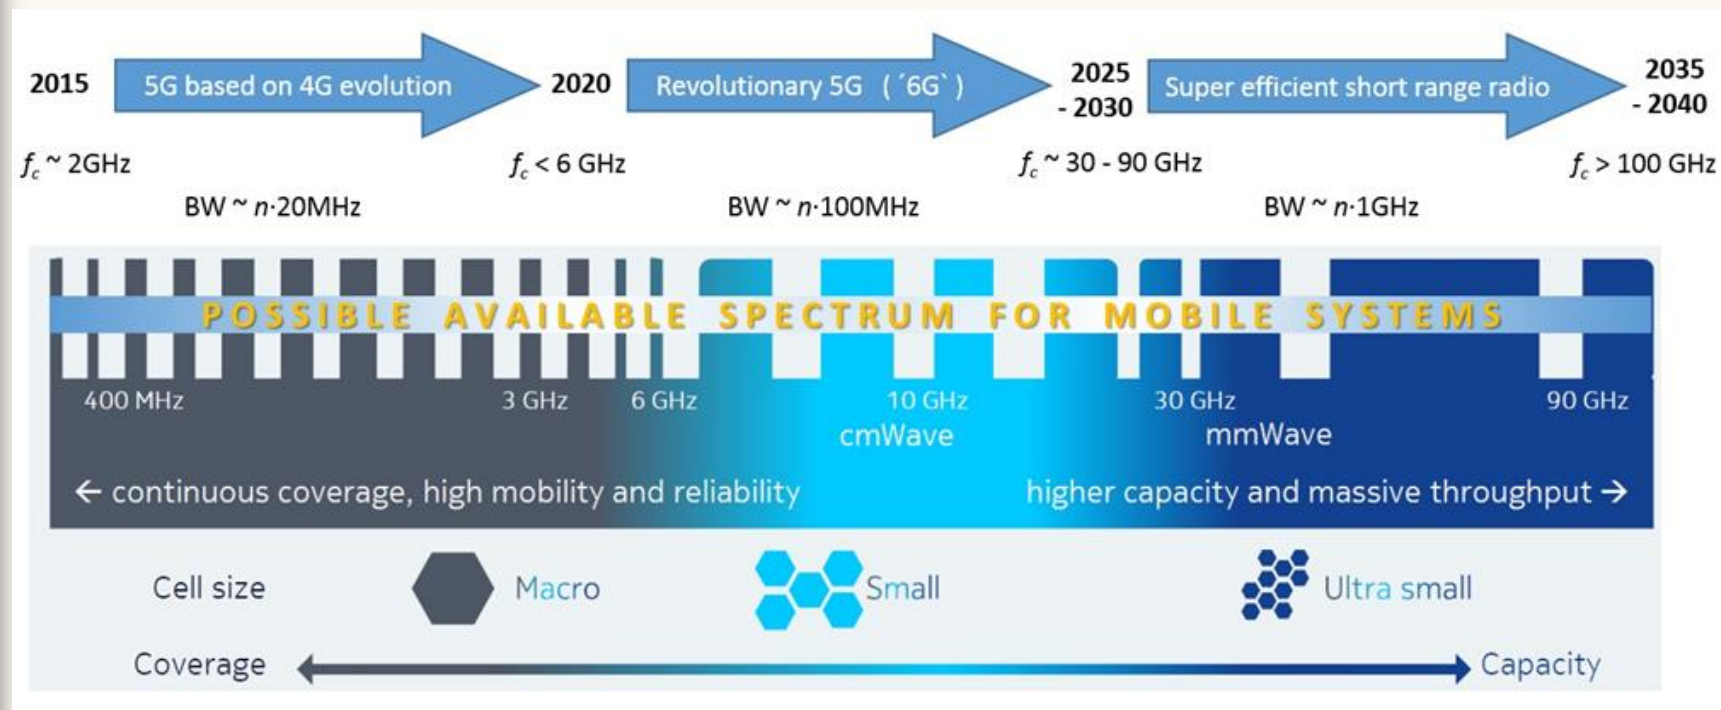 2015
5G based on 4G evolution
2020
Revolutionary 5G ( ´6G` )
2025
- 2030
Super efficient short range radio
2035
- 2040
fc ~ 2GHz
fc < 6 GHz
fc ~ 30 - 90 GHz
fc > 100 GHz
BW ~ n·20MHz
BW ~ n·100MHz
BW ~ n·1GHz
POSSIBLE AVAILABLE SPECTRUM FOR MOBILE SYSTEMS
400 MHz
3 GHz
6 GHz
10 GHz
30 GHz
90 GHz
cmWave
mmWave
← continuous coverage, high mobility and reliability
higher capacity and massive throughput →
Cell size
Macro
Small
Ultra small
Coverage
Capacity